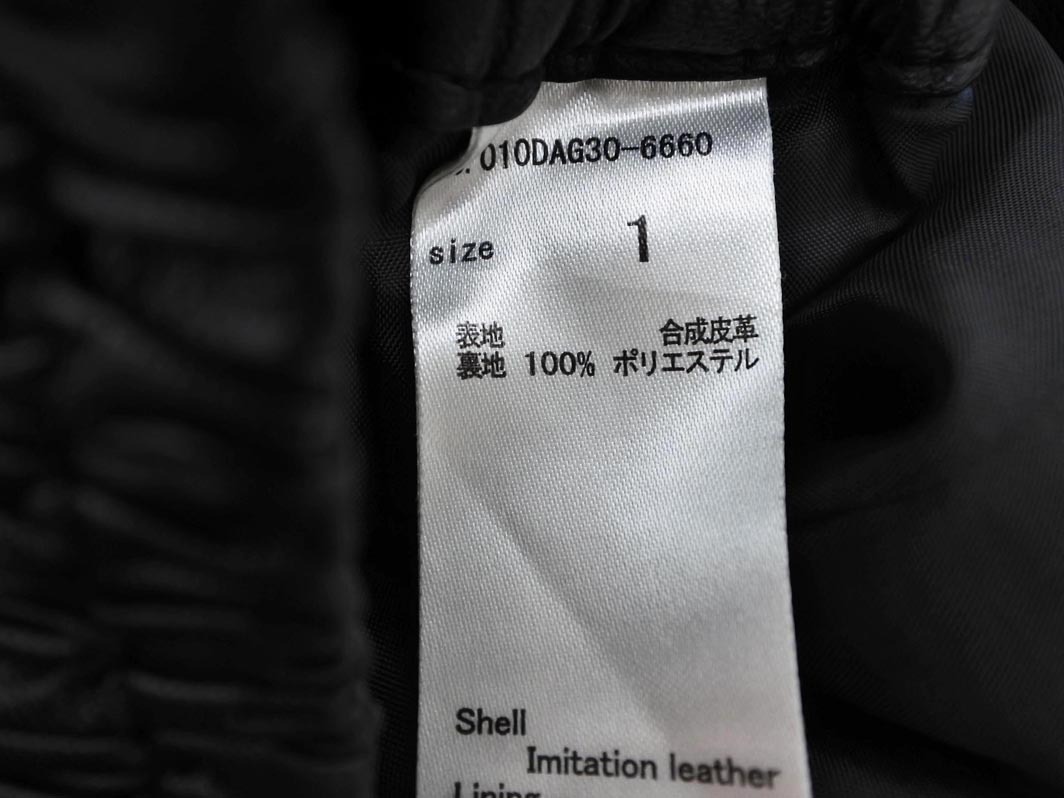 010DAG30-6660
size 1
表地 合成皮革
裏地 100% ポリエステル
Shell
Imitation leather
Lining